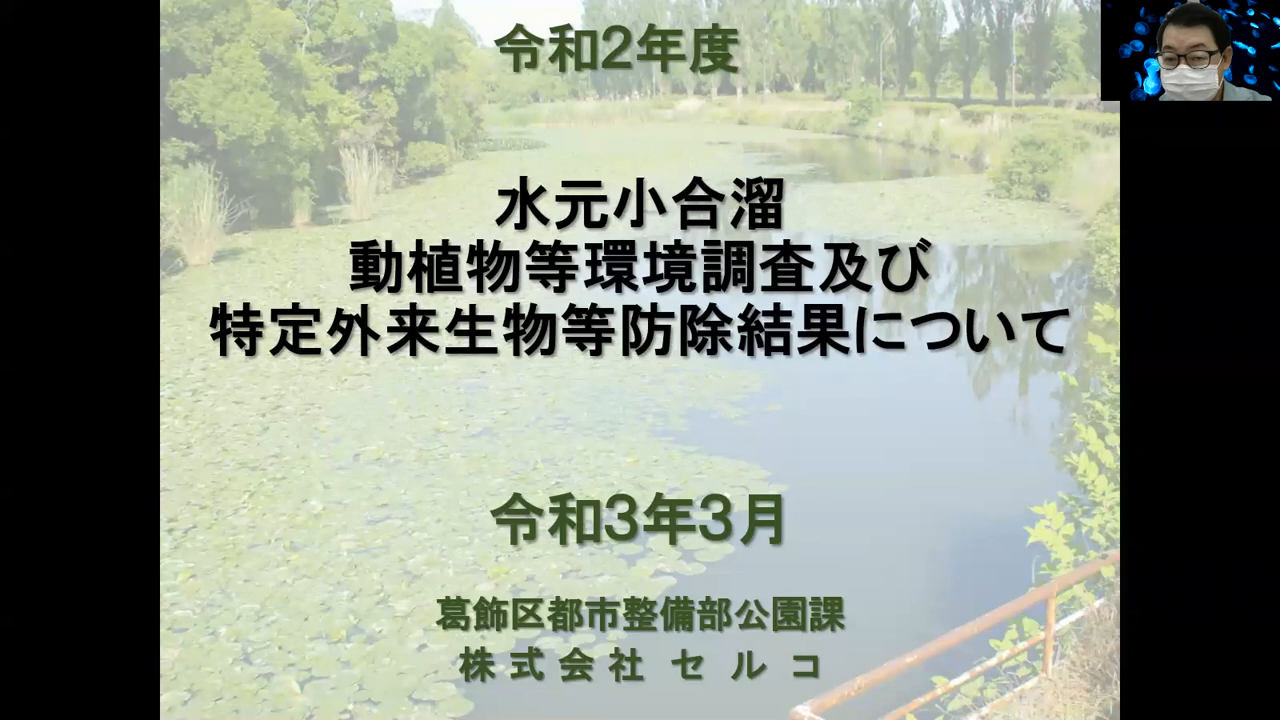 令和2年度
水元小合溜
動植物等環境調査及び
特定外来生物等防除結果について
令和3年3月
葛飾区都市整備部公園課
株式会社 セルコ